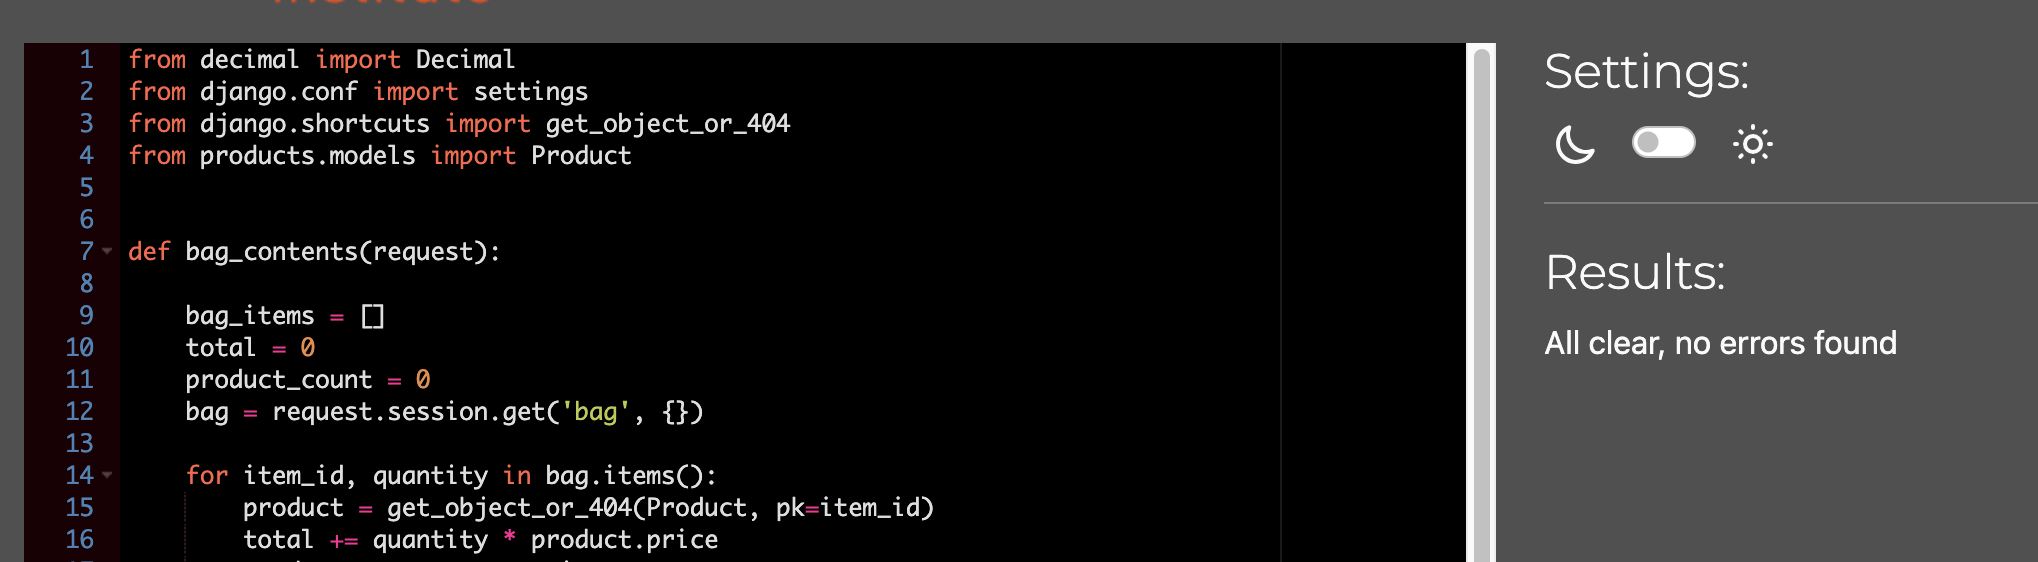 1 from decimal import Decimal
2 from django.conf import settings
3 from django.shortcuts import get_object_or_404
4 from products.models import Product
5
6
7 def bag_contents(request):
8
9 bag_items = []
10 total = 0
11 product_count = 0
12 bag = request.session.get('bag', {})
13
14 for item_id, quantity in bag.items():
15 product = get_object_or_404(Product, pk=item_id)
16 total += quantity * product.price
Settings:
Results:
All clear, no errors found